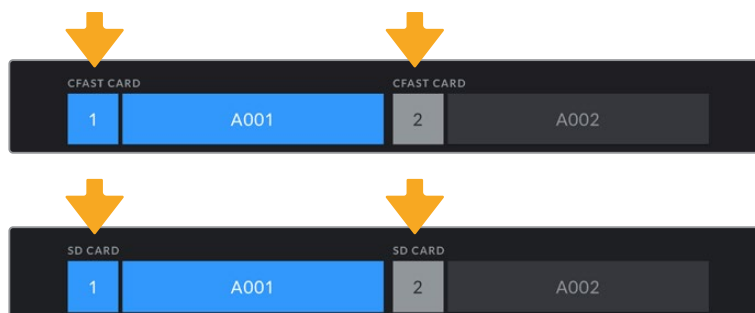 CFAST CARD CFAST CARD
1 A001 2 A002
SD CARD SD CARD
1 A001 2 A002